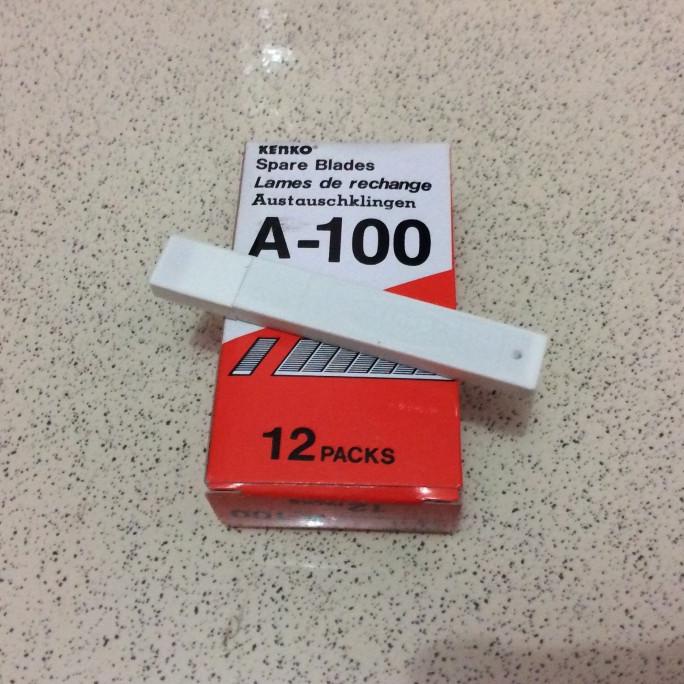 KENKO®
Spare Blades
Lames de rechange
Austauschklingen
A-100
12 PACKS